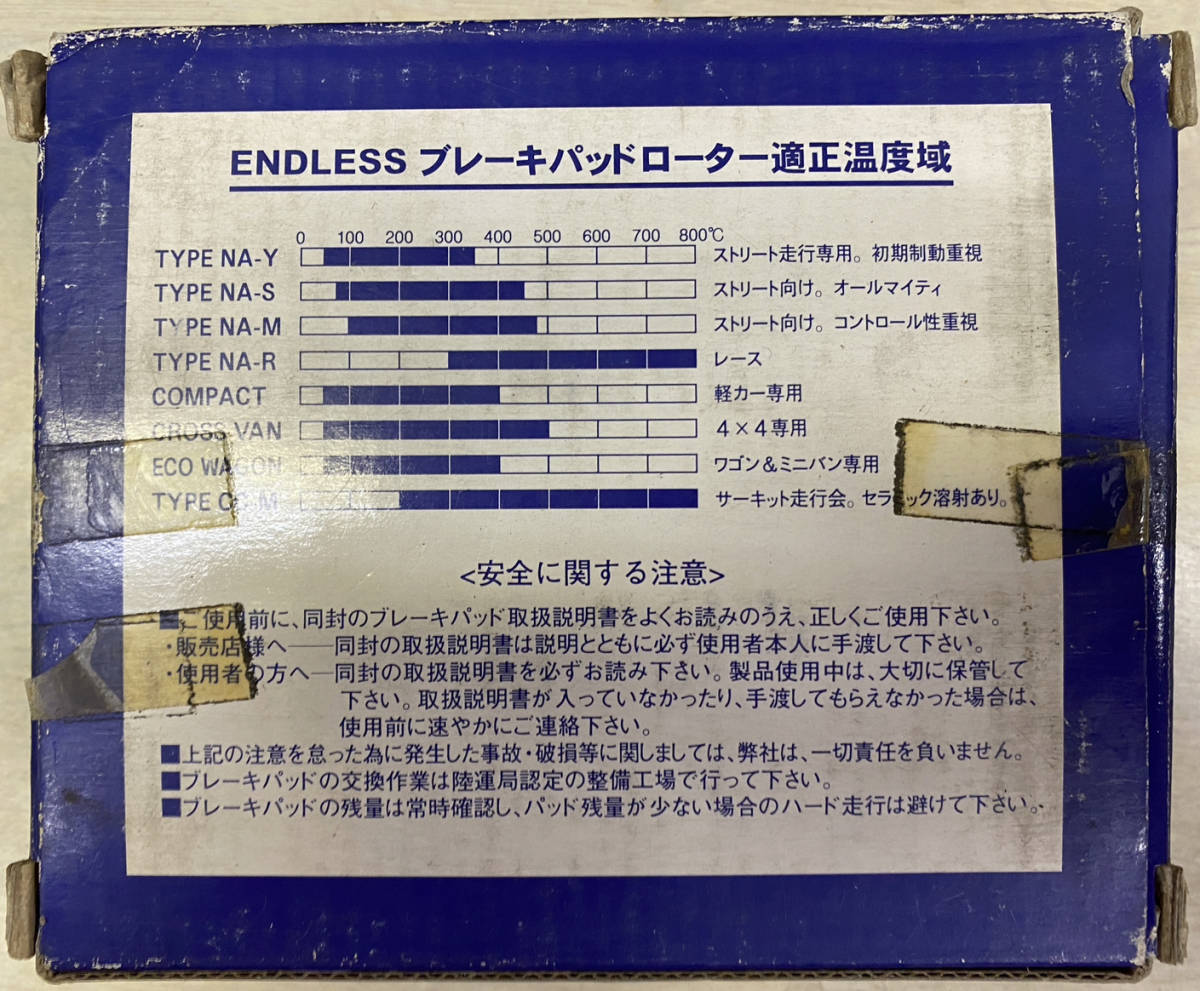 ENDLESS ブレーキパッドローター適正温度域
0 100 200 300 400 500 600 700 800℃
TYPE NA-Y ストリート走行専用。初期制動重視
TYPE NA-S ストリート向け。オールマイティ
TYPE NA-M ストリート向け。コントロール性重視
TYPE NA-R レース
COMPACT 軽カー専用
CROSS VAN 4×4専用
ECO WAGON ワゴン&ミニバン専用
TYPE CC-M サーキット走行会。セラミック溶射あり。
<安全に関する注意>
■ご使用前に、同封のブレーキパッド取扱説明書をよくお読みのうえ、正しくご使用下さい。
・販売店様へ──同封の取扱説明書は説明とともに必ず使用者本人に手渡して下さい。
・使用者の方へ─同封の取扱説明書を必ずお読み下さい。製品使用中は、大切に保管して
下さい。取扱説明書が入っていなかったり、手渡してもらえなかった場合は、
使用前に速やかにご連絡下さい。
■上記の注意を怠った為に発生した事故・破損等に関しましては、弊社は、一切責任を負いません。
■ブレーキパッドの交換作業は陸運局認定の整備工場で行って下さい。
■ブレーキパッドの残量は常時確認し、パッド残量が少ない場合のハード走行は避けて下さい。